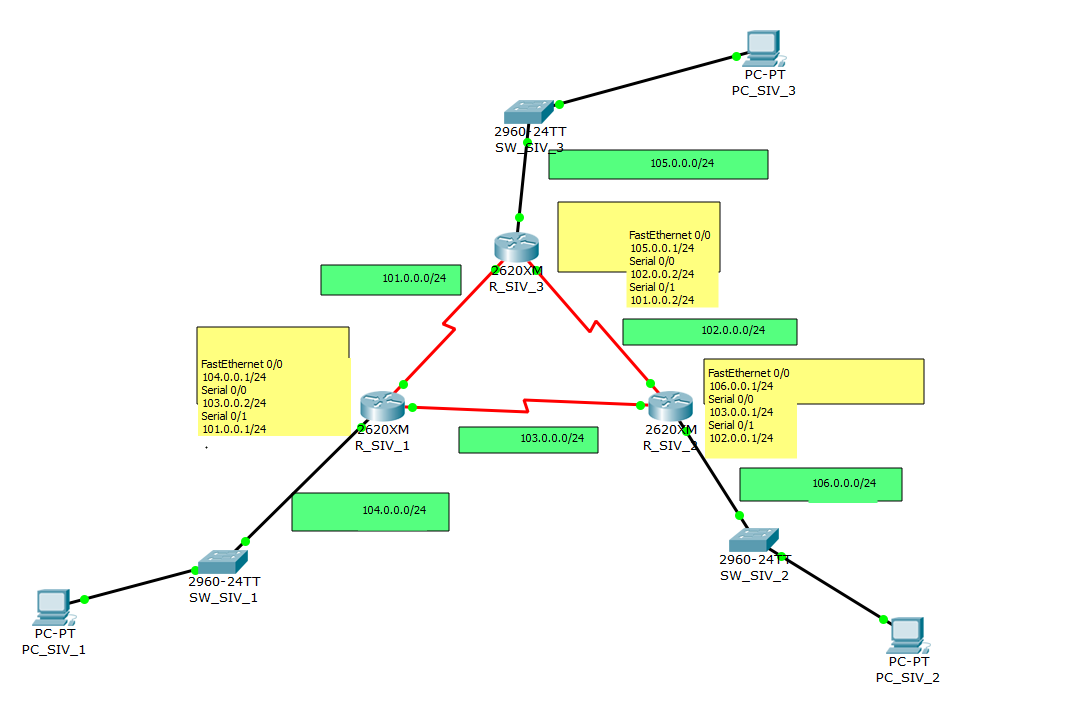 PC-PT
PC_SIV_3
2960-24TT
SW_SIV_3
105.0.0.0/24
FastEthernet 0/0
105.0.0.1/24
Serial 0/0
102.0.0.2/24
Serial 0/1
101.0.0.2/24
2620XM
R_SIV_3
101.0.0.0/24
102.0.0.0/24
FastEthernet 0/0
104.0.0.1/24
Serial 0/0
103.0.0.2/24
Serial 0/1
101.0.0.1/24
2620XM
R_SIV_1
103.0.0.0/24
2620XM
R_SIV_2
FastEthernet 0/0
106.0.0.1/24
Serial 0/0
103.0.0.1/24
Serial 0/1
102.0.0.1/24
104.0.0.0/24
106.0.0.0/24
2960-24TT
SW_SIV_1
2960-24TT
SW_SIV_2
PC-PT
PC_SIV_1
PC-PT
PC_SIV_2